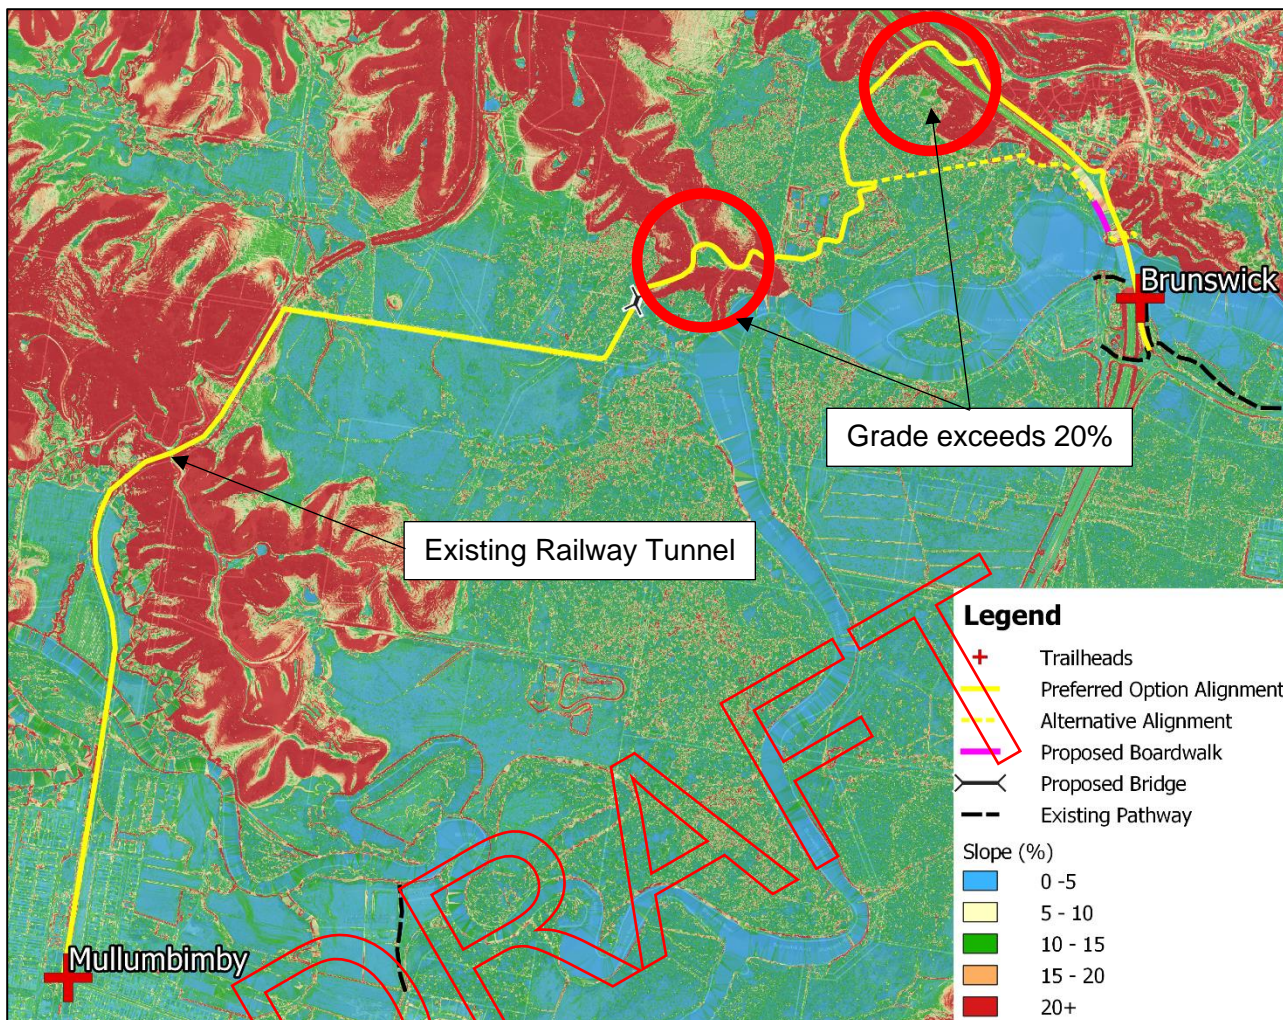 Brunswick
Grade exceeds 20%
Existing Railway Tunnel
Mullumbimby
DRAFT
Legend
Trailheads
Preferred Option Alignment
Alternative Alignment
Proposed Boardwalk
Proposed Bridge
Existing Pathway
Slope (%)
0 -5
5 - 10
10 - 15
15 - 20
20+